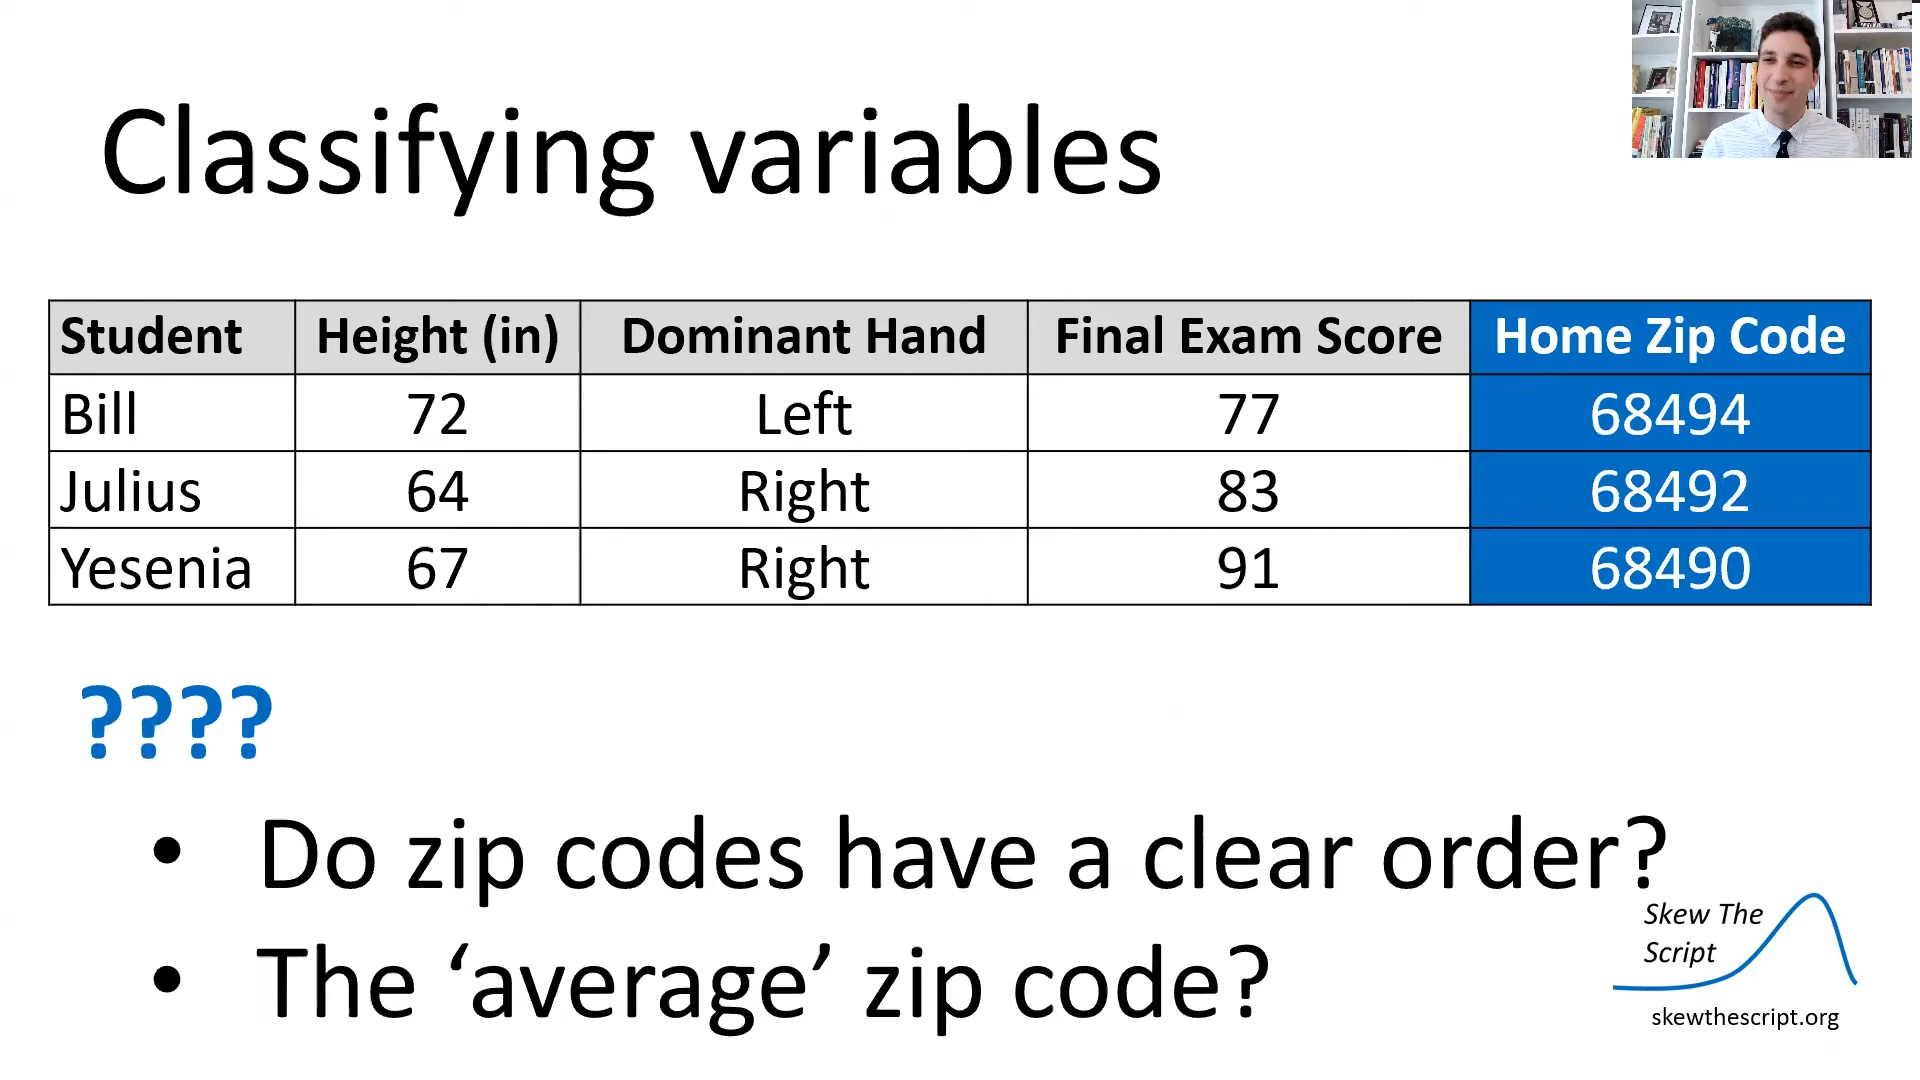 Classifying variables
Student Height (in) Dominant Hand Final Exam Score Home Zip Code
Bill 72 Left 77 68494
Julius 64 Right 83 68492
Yesenia 67 Right 91 68490
????
• Do zip codes have a clear order?
• The ‘average’ zip code?
Skew The
Script
skewthescript.org